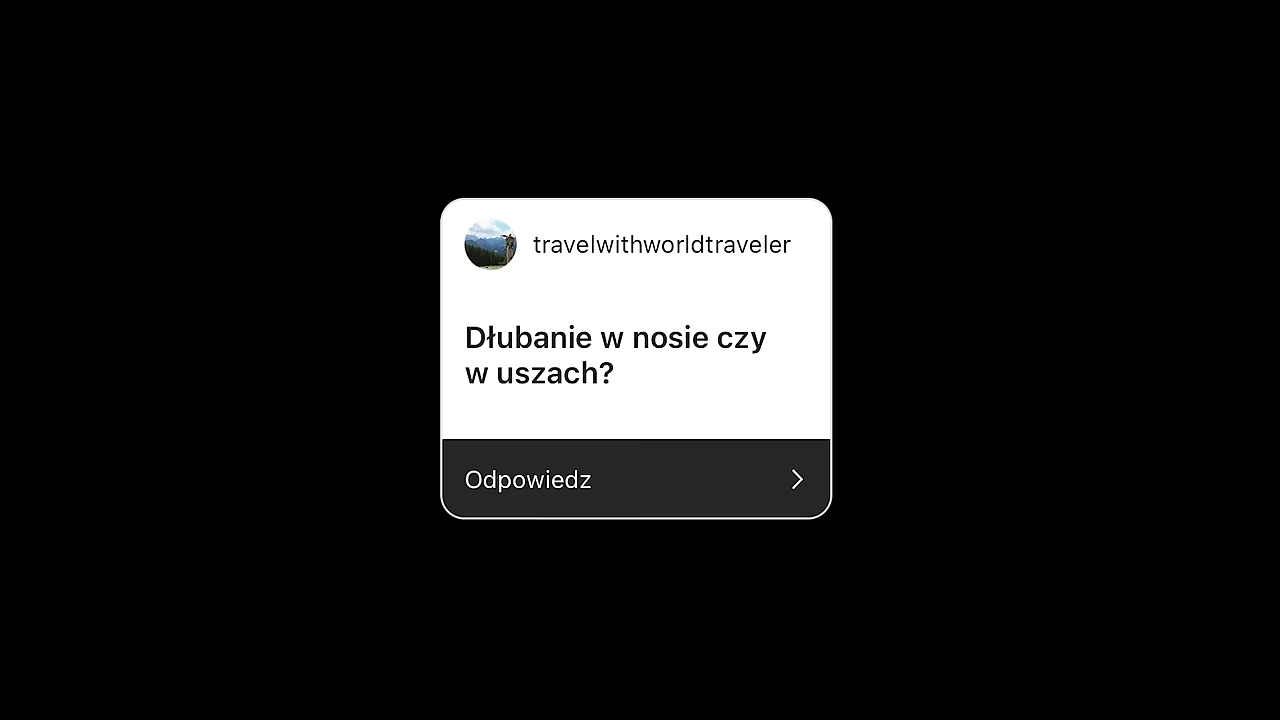 travelwithworldtraveler
Dłubanie w nosie czy
w uszach?
Odpowiedz